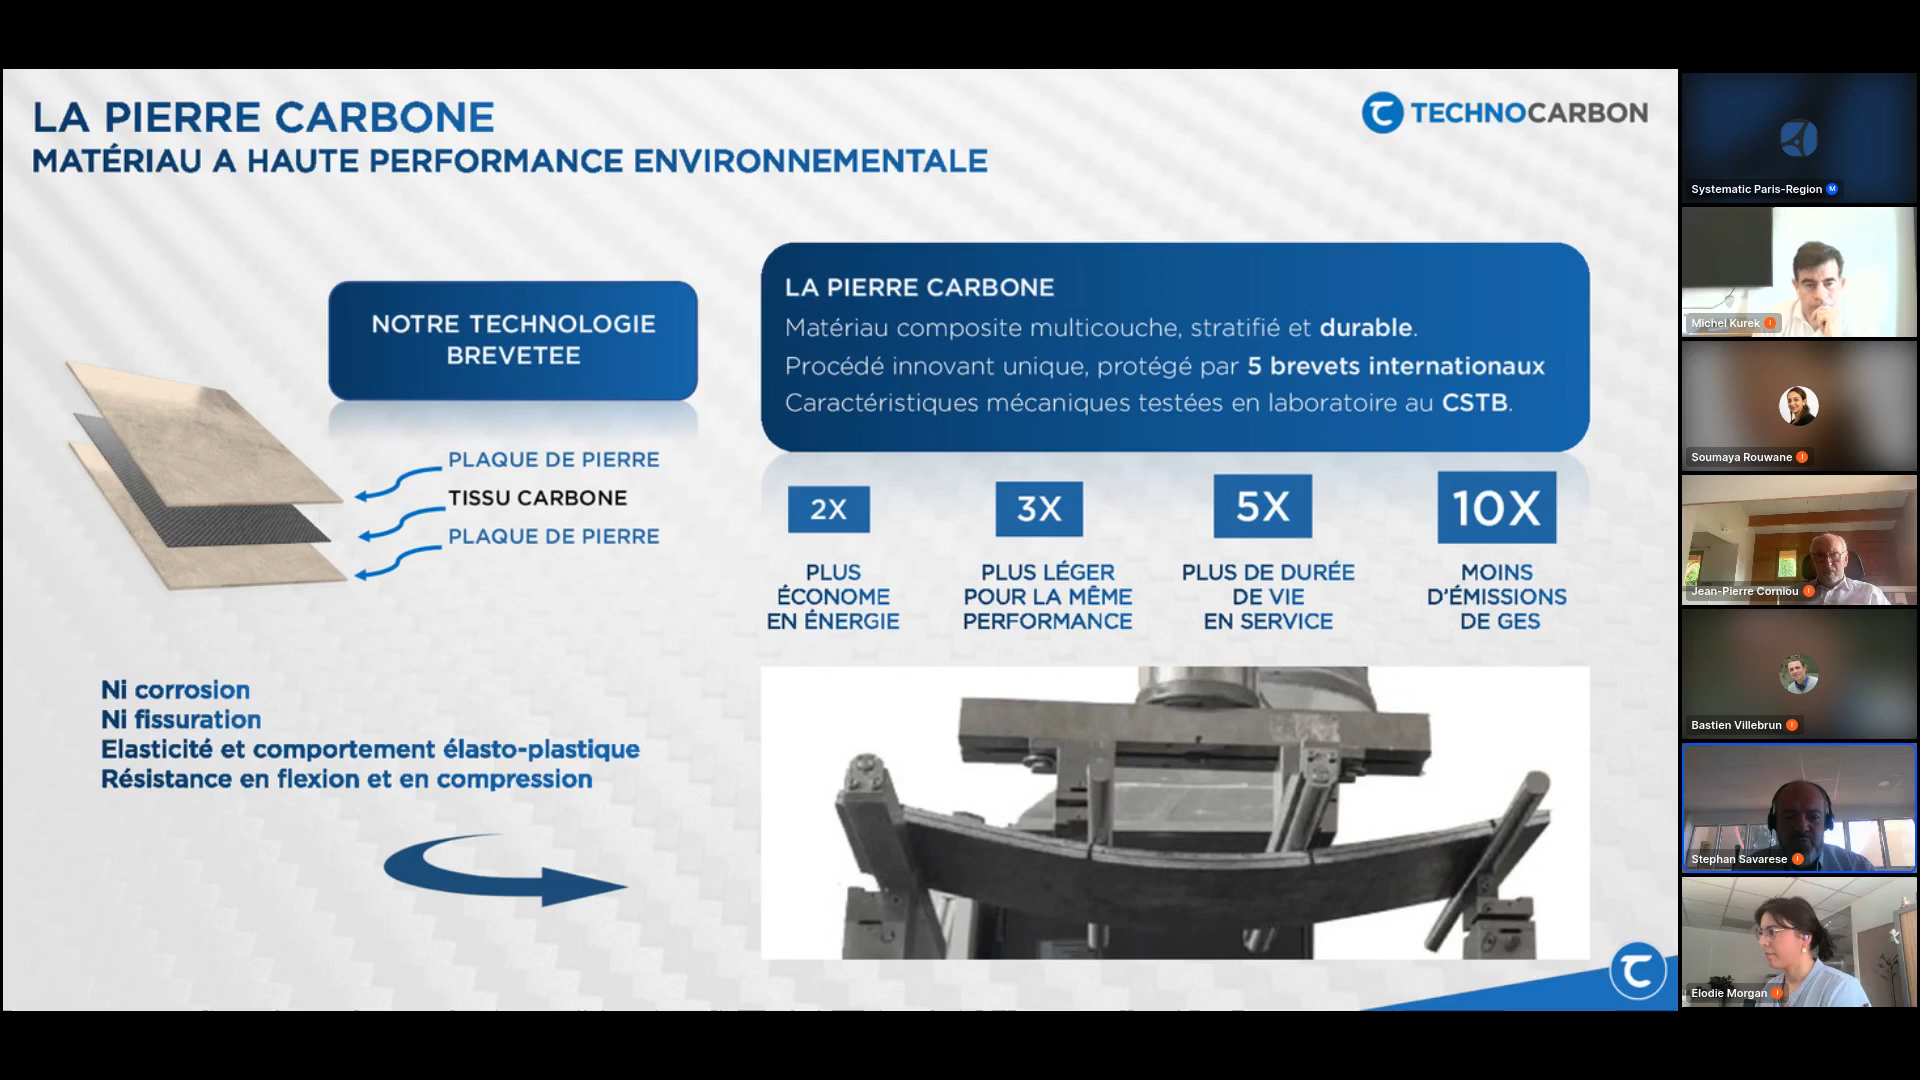 LA PIERRE CARBONE
MATÉRIAU A HAUTE PERFORMANCE ENVIRONNEMENTALE
TECHNOCARBON
NOTRE TECHNOLOGIE
BREVETEE
PLAQUE DE PIERRE
TISSU CARBONE
PLAQUE DE PIERRE
LA PIERRE CARBONE
Matériau composite multicouche, stratifié et durable.
Procédé innovant unique, protégé par 5 brevets internationaux
Caractéristiques mécaniques testées en laboratoire au CSTB.
2X
PLUS
ÉCONOME
EN ÉNERGIE
3X
PLUS LÉGER
POUR LA MÊME
PERFORMANCE
5X
PLUS DE DURÉE
DE VIE
EN SERVICE
10X
MOINS
D'ÉMISSIONS
DE GES
Ni corrosion
Ni fissuration
Elasticité et comportement élasto-plastique
Résistance en flexion et en compression
Systematic Paris-Region M
Michel Kurek I
Soumaya Rouwane I
Jean-Pierre Corniou I
Bastien Villebrun I
Stephan Savarese I
Elodie Morgan I